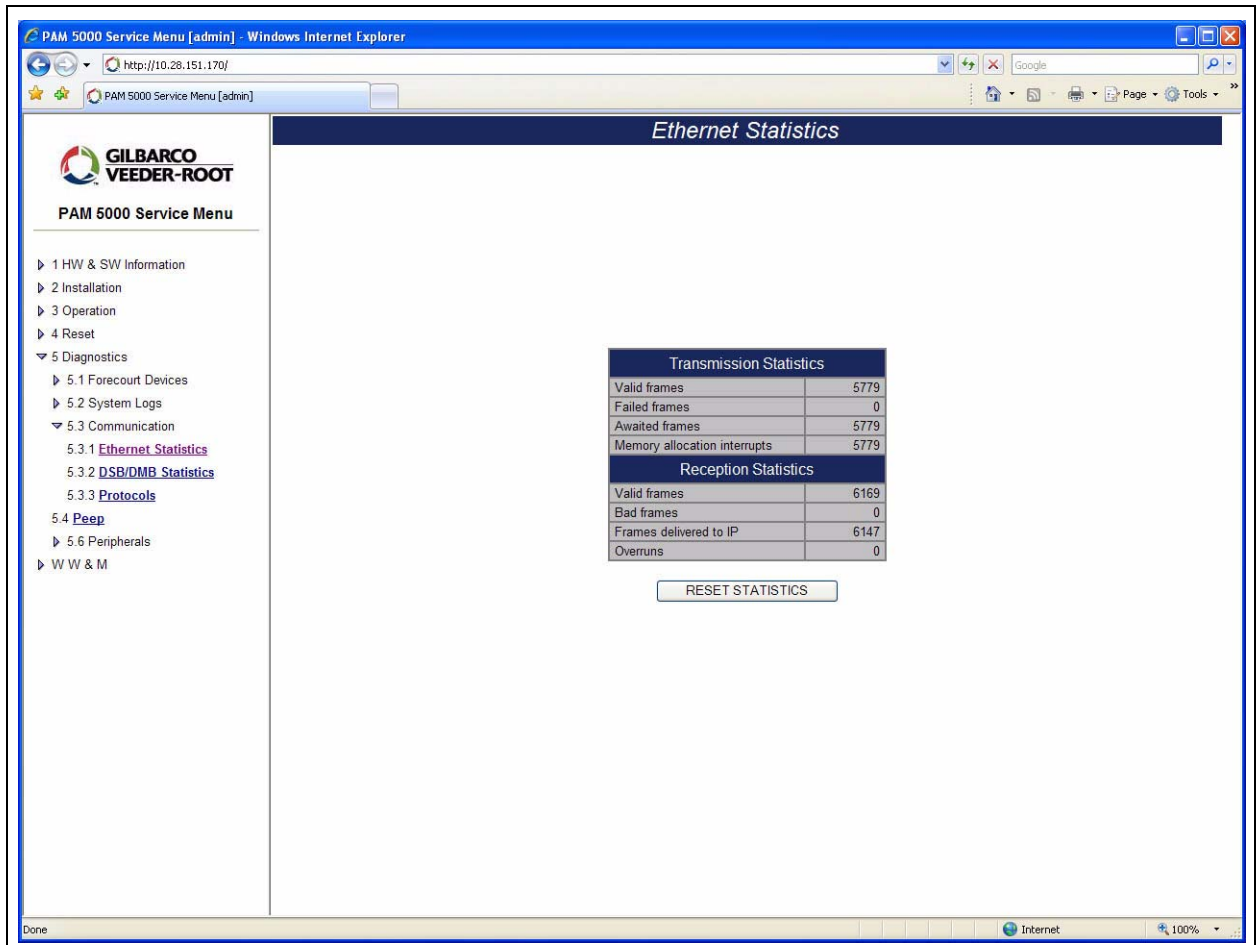 PAM 5000 Service Menu [admin] - Windows Internet Explorer
http://10.28.151.170/
Google
PAM 5000 Service Menu [admin]
Page
Tools
»
GILBARCO
VEEDER-ROOT
™
PAM 5000 Service Menu
1 HW & SW Information
2 Installation
3 Operation
4 Reset
5 Diagnostics
5.1 Forecourt Devices
5.2 System Logs
5.3 Communication
5.3.1 Ethernet Statistics
5.3.2 DSB/DMB Statistics
5.3.3 Protocols
5.4 Peep
5.6 Peripherals
W W & M
Ethernet Statistics
Transmission Statistics
Valid frames 5779
Failed frames 0
Awaited frames 5779
Memory allocation interrupts 5779
Reception Statistics
Valid frames 6169
Bad frames 0
Frames delivered to IP 6147
Overruns 0
RESET STATISTICS
Done
Internet
100%